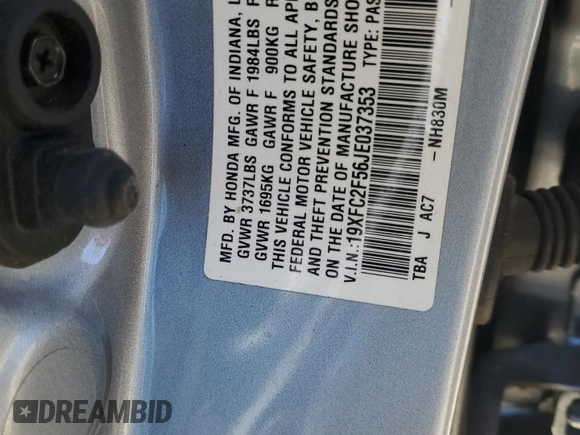 MFD. BY HONDA MFG. OF INDIANA, L
GVWR 3737LBS GAWR F 1984LBS
GVWR 1695KG GAWR F 900KG
THIS VEHICLE CONFORMS TO ALL APP
FEDERAL MOTOR VEHICLE SAFETY, B
AND THEFT PREVENTION STANDARDS
ON THE DATE OF MANUFACTURE SHO
V.I.N.:19XFC2F56JE037353 TYPE: PAS
TBA J AC7 -NH830M
DREAMBID